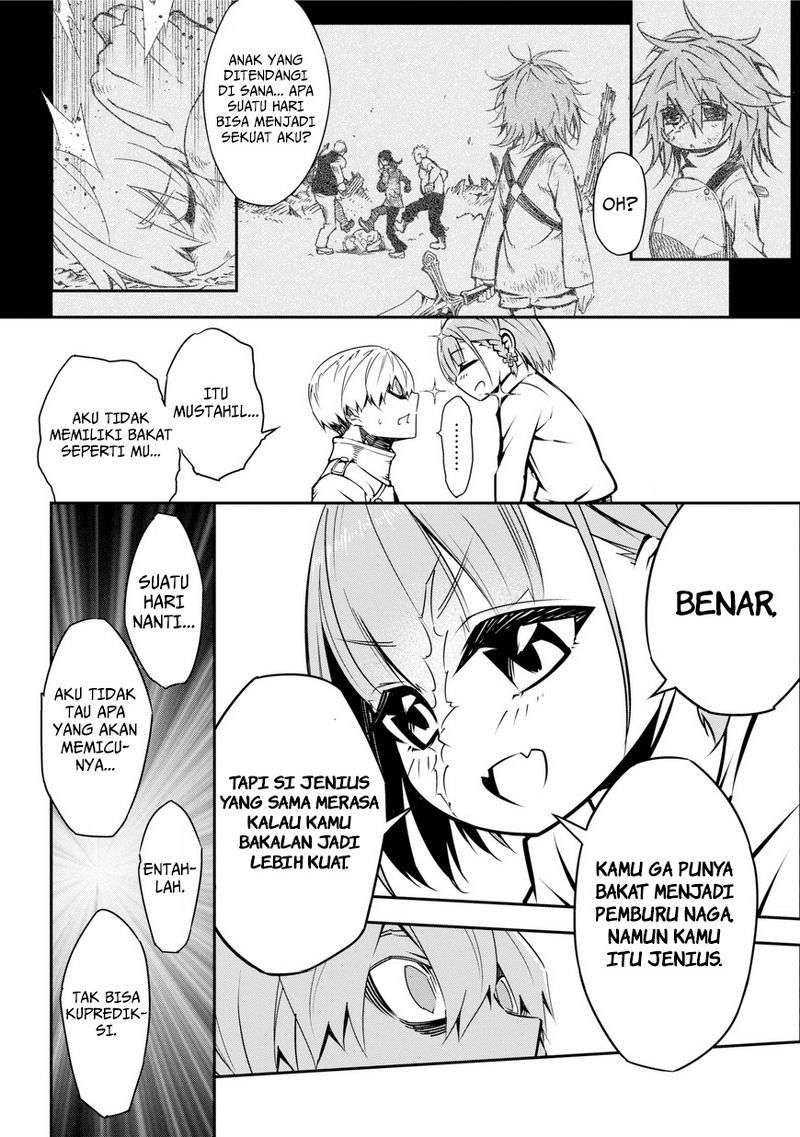 OH?
ANAK YANG
DITENDANGI
DI SANA... APA
SUATU HARI
BISA MENJADI
SEKUAT AKU?
........
ITU
MUSTAHIL...
AKU TIDAK
MEMILIKI BAKAT
SEPERTI MU...
BENAR.
KAMU GA PUNYA
BAKAT MENJADI
PEMBURU NAGA,
NAMUN KAMU
ITU JENIUS.
TAPI SI JENIUS
YANG SAMA MERASA
KALAU KAMU
BAKALAN JADI
LEBIH KUAT.
SUATU
HARI
NANTI...
AKU TIDAK
TAU APA
YANG AKAN
MEMICU-
NYA...
ENTAH-
LAH.
TAK BISA
KUPREDIK-
SI.